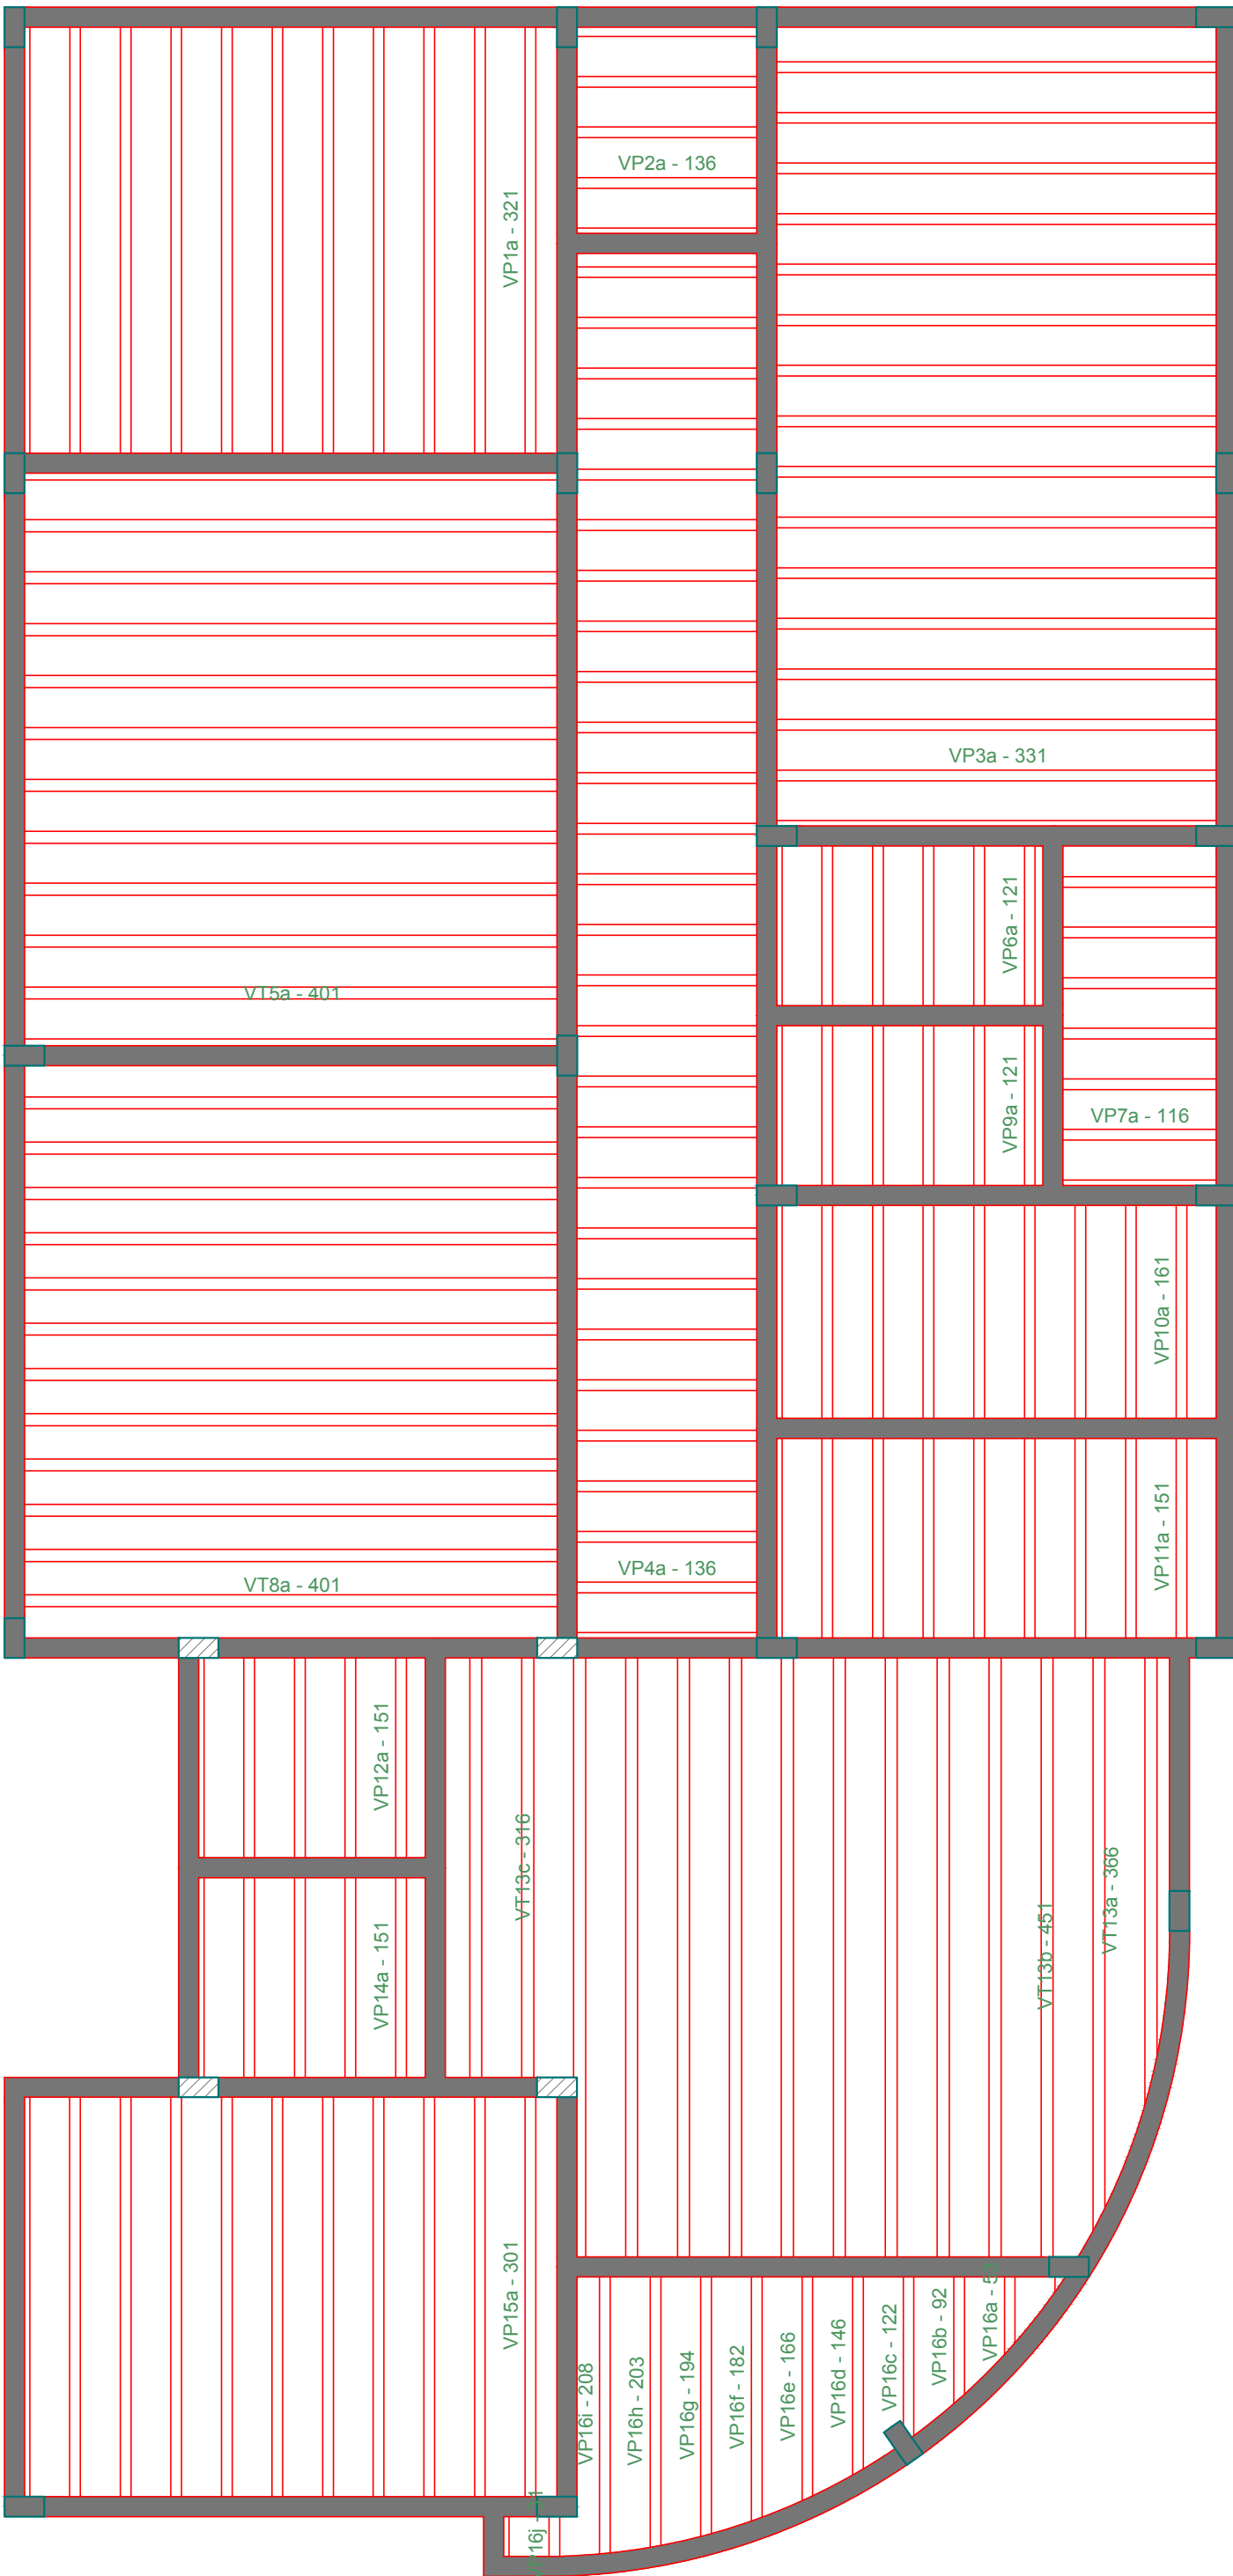 VP2a - 136
VP1a - 321
VP3a - 331
VP6a - 121
VT5a - 401
VP9a - 121
VP7a - 116
VP10a - 161
VP11a - 151
VP4a - 136
VT8a - 401
VP12a - 151
VT13c - 316
VT13a - 366
VT13b - 451
VP14a - 151
VP15a - 301
VP16a -
VP16b - 92
VP16c - 122
VP16d - 146
VP16e - 166
VP16f - 182
VP16g - 194
VP16h - 203
VP16i - 208
VP16j -